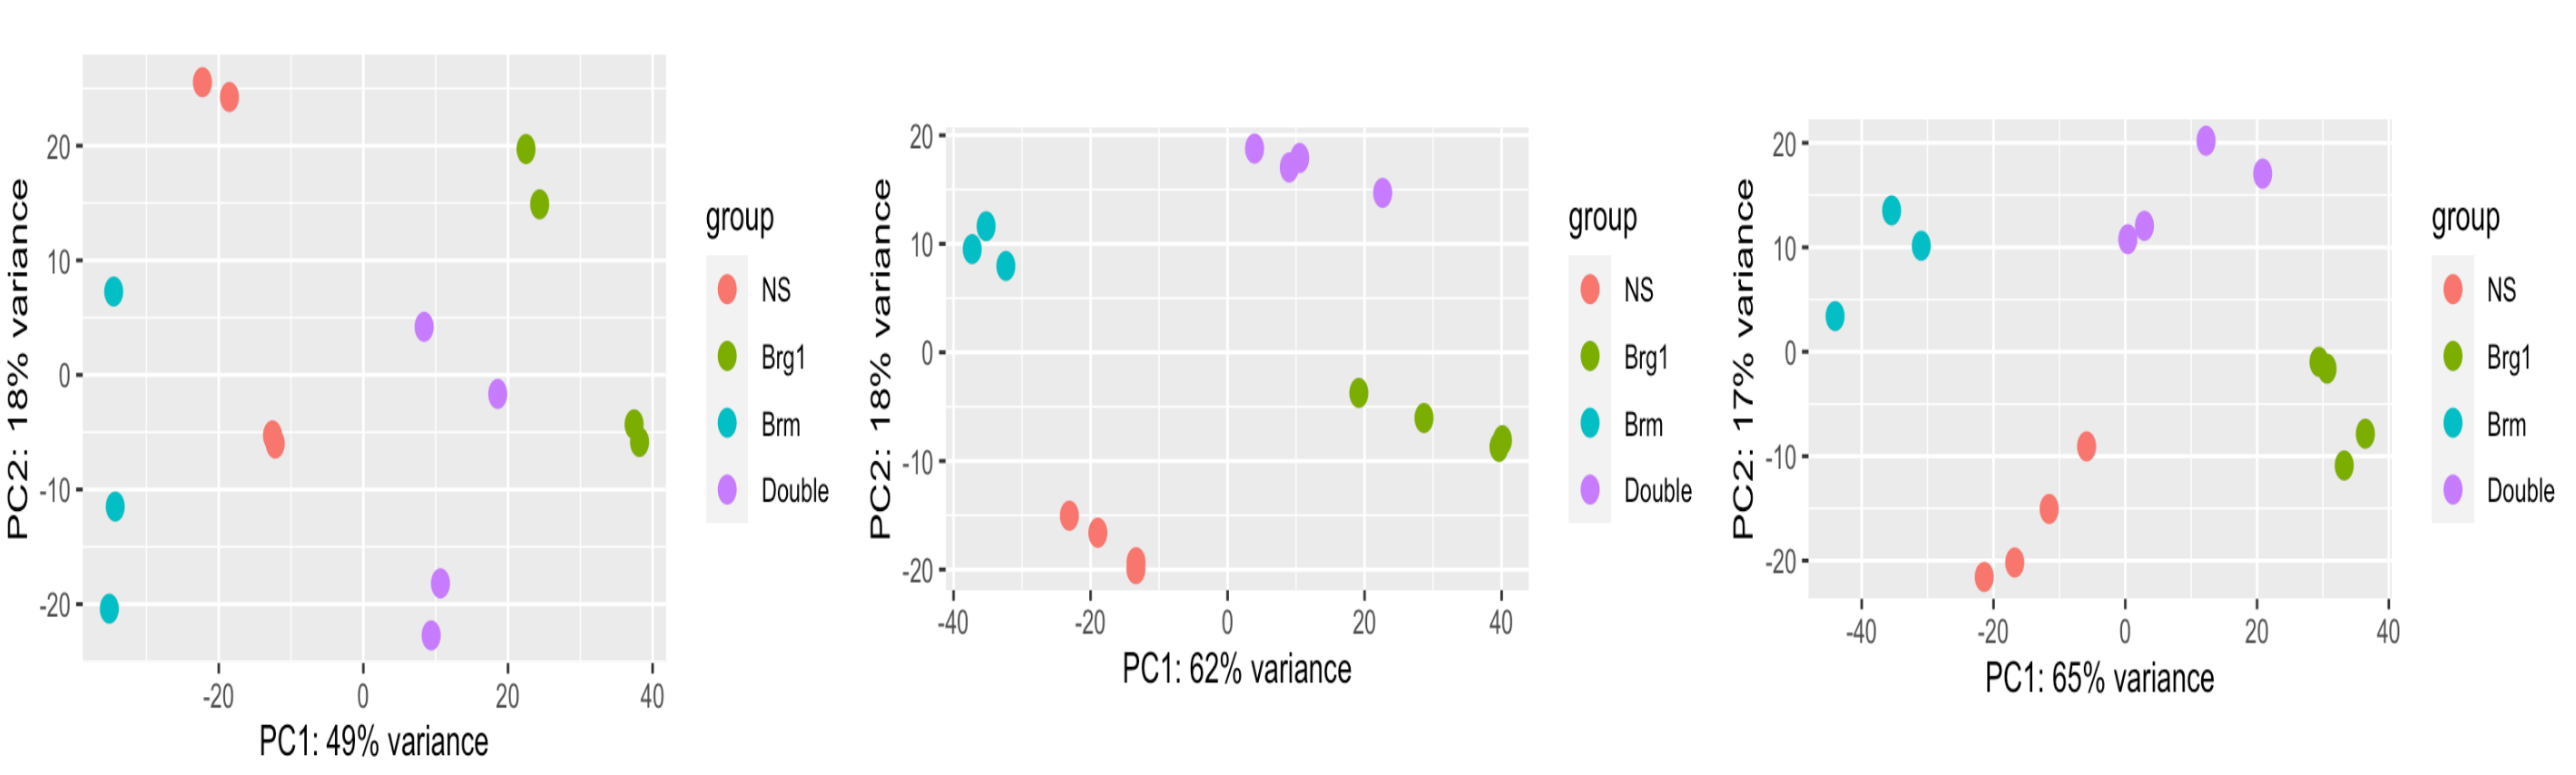 PC2: 18% variance
20
10
0
-10
-20
-20 0 20 40
PC1: 49% variance
group
NS
Brg1
Brm
Double
PC2: 18% variance
20
10
0
-10
-20
-40 -20 0 20 40
PC1: 62% variance
group
NS
Brg1
Brm
Double
PC2: 17% variance
20
10
0
-10
-20
-40 -20 0 20 40
PC1: 65% variance
group
NS
Brg1
Brm
Double